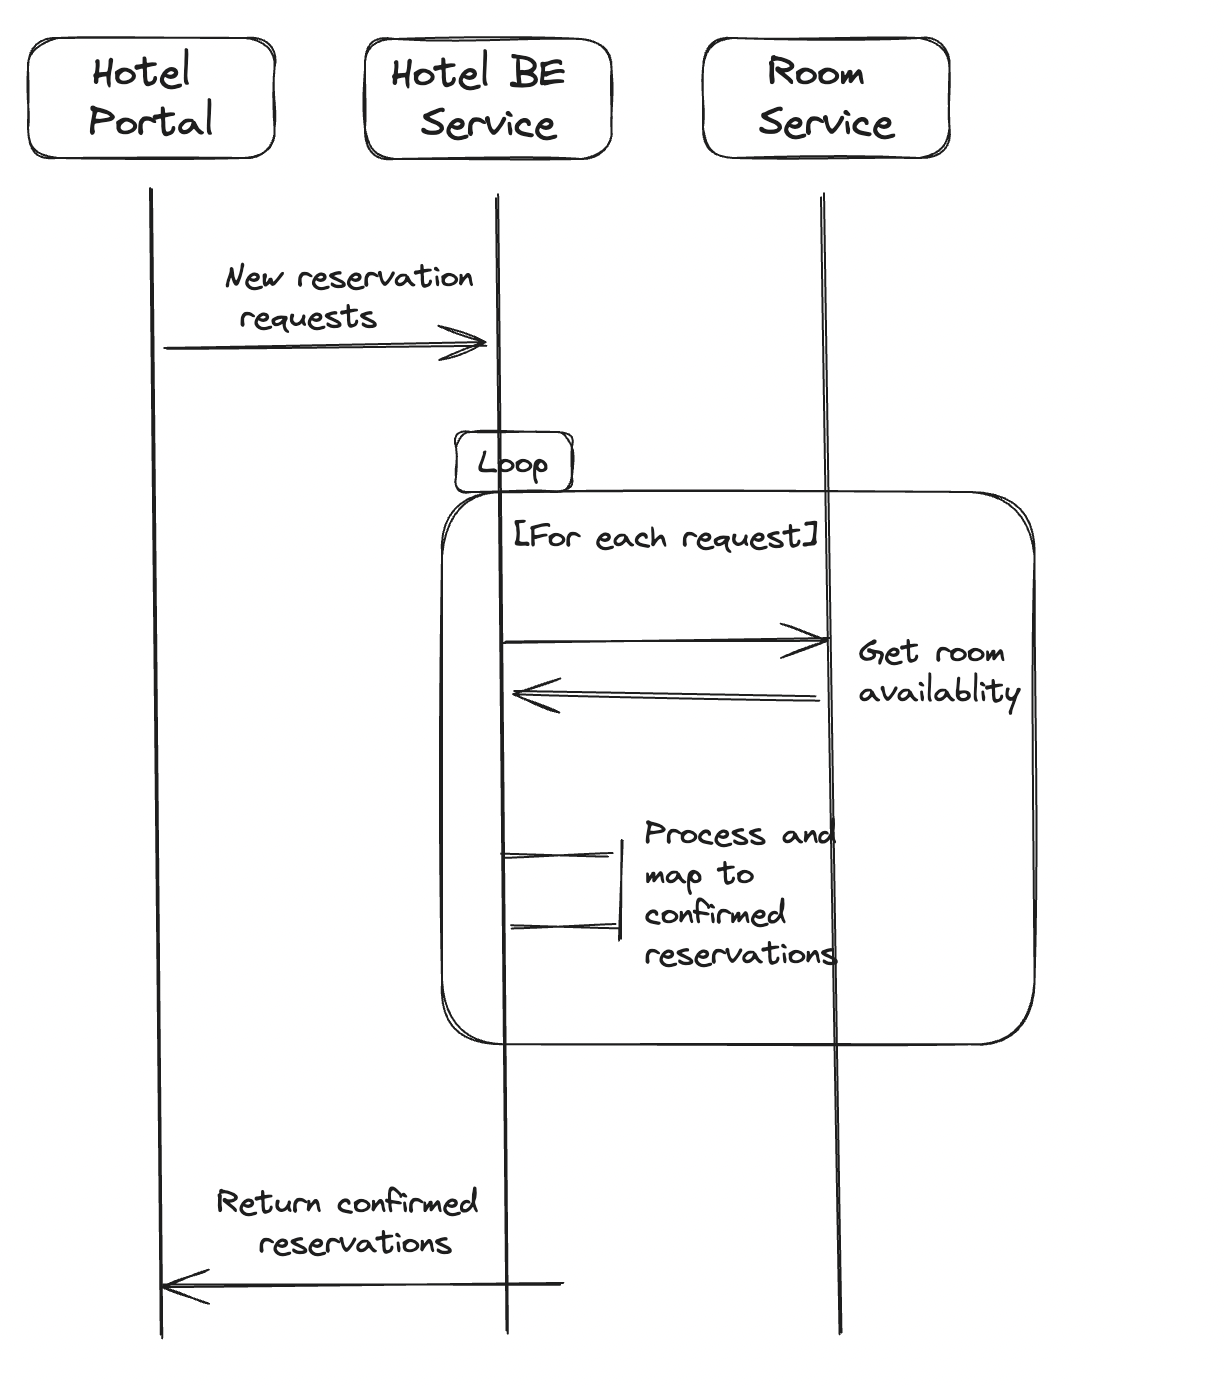 Hotel
Portal
Hotel BE
Service
Room
Service
New reservation
requests
Loop
[For each request]
Get room
availablity
Process and
map to
confirmed
reservations
Return confirmed
reservations